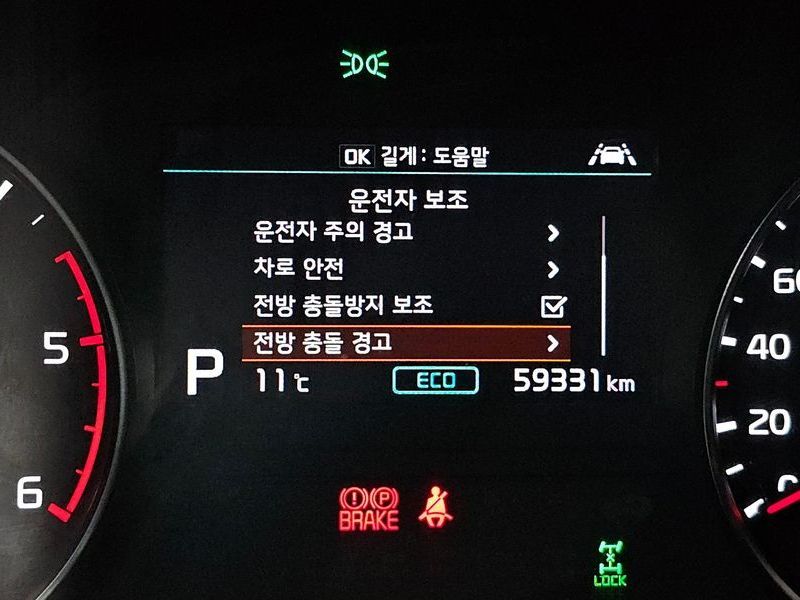 OK 길게 : 도움말
운전자 보조
운전자 주의 경고
차로 안전
전방 충돌방지 보조
전방 충돌 경고
P
11℃ ECO 59331km
5
6
60
40
20
0
(!) (P)
BRAKE
LOCK